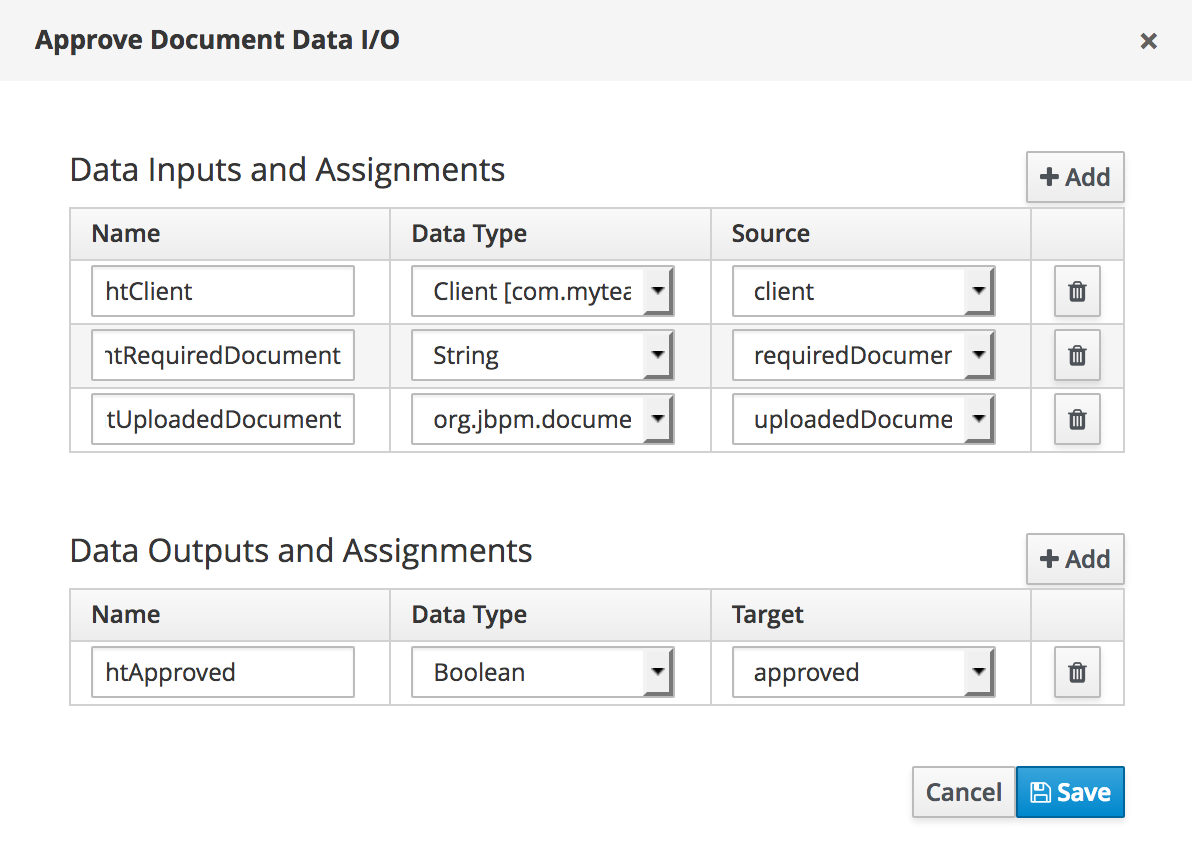 Approve Document Data I/O
Data Inputs and Assignments
Add
Name Data Type Source
htClient Client [com.mytea client
tRequiredDocument String requiredDocumer
tUploadedDocument org.jbpm.docume uploadedDocume
Data Outputs and Assignments
Add
Name Data Type Target
htApproved Boolean approved
Cancel Save